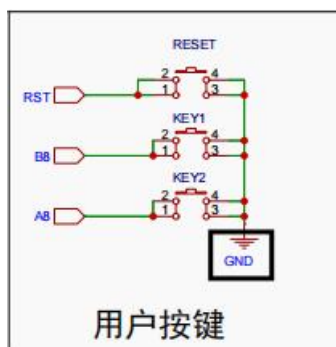 RESET
2 4
RST 1 3
KEY1
2 4
B8 1 3
KEY2
2 4
A8 1 3
GND
用户按键